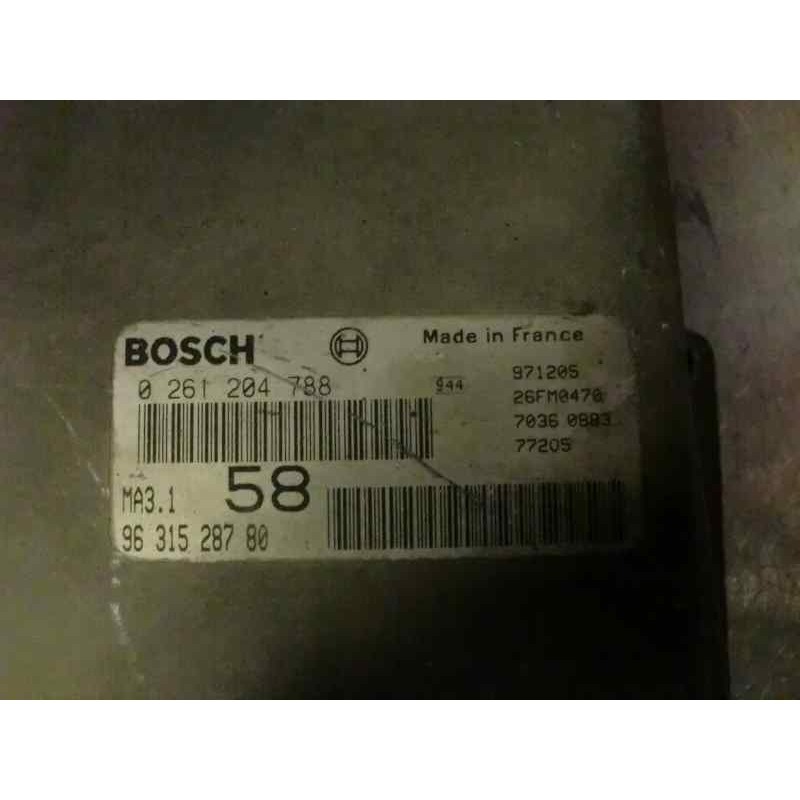 BOSCH
Made in France
0 261 204 788
944
971205
26FM0470
7036 0883
77205
MA3.1
58
96 315 287 80